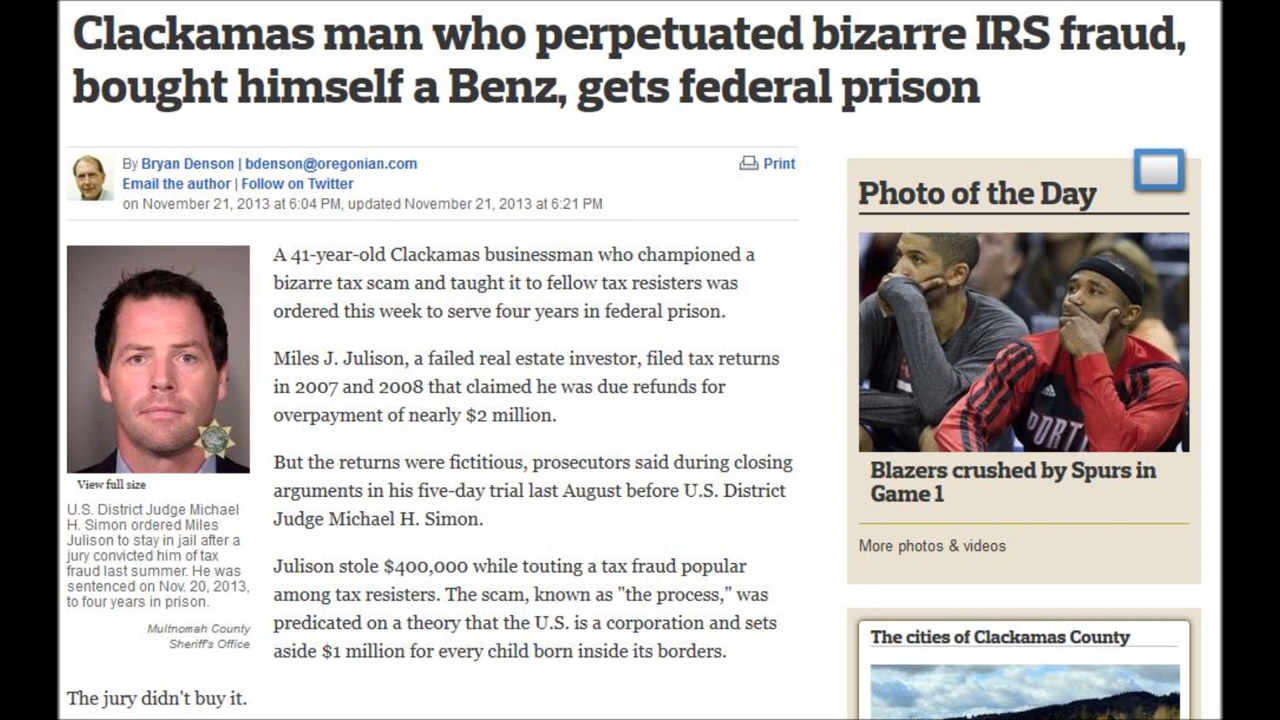 Clackamas man who perpetuated bizarre IRS fraud,
bought himself a Benz, gets federal prison
By Bryan Denson | bdenson@oregonian.com
Email the author | Follow on Twitter
on November 21, 2013 at 6:04 PM, updated November 21, 2013 at 6:21 PM
Print
View full size
U.S. District Judge Michael
H. Simon ordered Miles
Julison to stay in jail after a
jury convicted him of tax
fraud last summer. He was
sentenced on Nov. 20, 2013,
to four years in prison.
Multnomah County
Sheriff's Office
A 41-year-old Clackamas businessman who championed a
bizarre tax scam and taught it to fellow tax resisters was
ordered this week to serve four years in federal prison.
Miles J. Julison, a failed real estate investor, filed tax returns
in 2007 and 2008 that claimed he was due refunds for
overpayment of nearly $2 million.
But the returns were fictitious, prosecutors said during closing
arguments in his five-day trial last August before U.S. District
Judge Michael H. Simon.
Julison stole $400,000 while touting a tax fraud popular
among tax resisters. The scam, known as "the process," was
predicated on a theory that the U.S. is a corporation and sets
aside $1 million for every child born inside its borders.
The jury didn't buy it.
Photo of the Day
PORT
Blazers crushed by Spurs in
Game 1
More photos & videos
The cities of Clackamas County